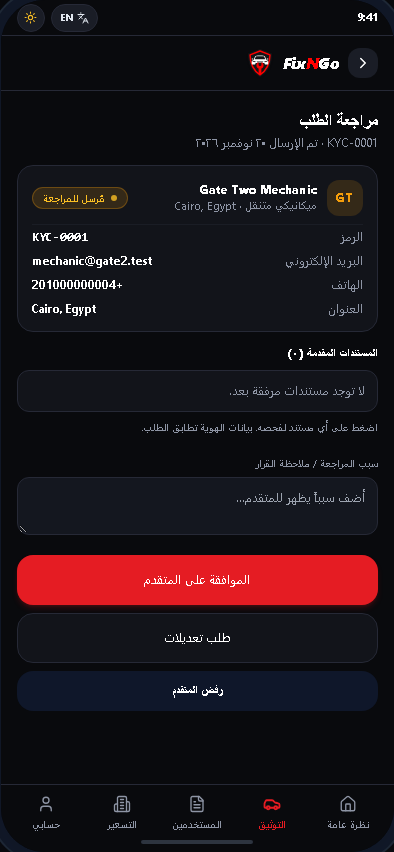 EN
9:41
FixNGo
مراجعة الطلب
KYC-0001 · تم الإرسال ٢٠ نوفمبر ٢٠٢٦
GT
Gate Two Mechanic
ميكانيكي متنقل · Cairo, Egypt
مُرسل للمراجعة
الرمز
KYC-0001
البريد الإلكتروني
mechanic@gate2.test
الهاتف
201000000004+
العنوان
Cairo, Egypt
المستندات المقدمة (٠)
لا توجد مستندات مرفقة بعد.
اضغط على أي مستند لفحصه. بيانات الهوية تطابق الطلب.
سبب المراجعة / ملاحظة القرار
أضف سبباً يظهر للمتقدم...
الموافقة على المتقدم
طلب تعديلات
رفض المتقدم
نظرة عامة
التوثيق
المستخدمين
التسعير
حسابي